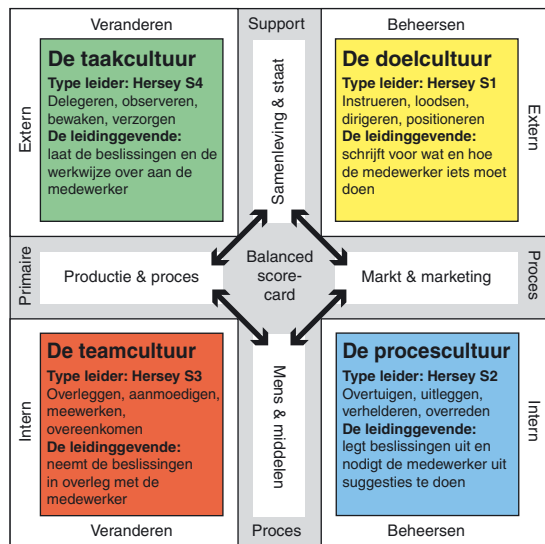 Veranderen
Support
Beheersen
Extern
De taakcultuur
Type leider: Hersey S4
Delegeren, observeren,
bewaken, verzorgen
De leidinggevende:
laat de beslissingen en de
werkwijze over aan de
medewerker
Samenleving & staat
De doelcultuur
Type leider: Hersey S1
Instrueren, loodsen,
dirigeren, positioneren
De leidinggevende:
schrijft voor wat en hoe
de medewerker iets moet
doen
Extern
Primaire
Productie & proces
Balanced
score-
card
Markt & marketing
Proces
Intern
De teamcultuur
Type leider: Hersey S3
Overleggen, aanmoedigen,
meewerken,
overeenkomen
De leidinggevende:
neemt de beslissingen
in overleg met de
medewerker
Mens & middelen
De procescultuur
Type leider: Hersey S2
Overtuigen, uitleggen,
verhelderen, overreden
De leidinggevende:
legt beslissingen uit en
nodigt de medewerker uit
suggesties te doen
Intern
Veranderen
Proces
Beheersen